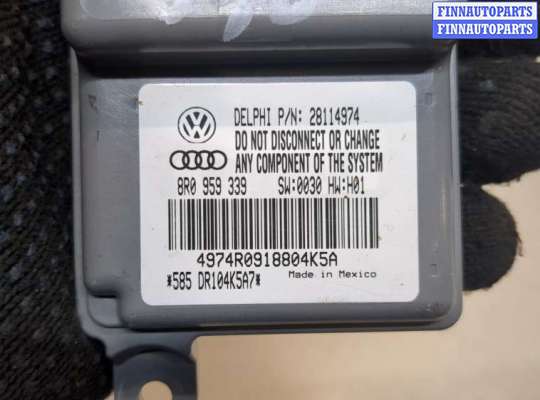 FINNAUTOPARTS
FINNAUTOPARTS
DELPHI P/N: 28114974
DO NOT DISCONNECT OR CHANGE
ANY COMPONENT OF THE SYSTEM
8R0 959 339 SW:0030 HW:H01
4974R0918804K5A
*585 DR104K5A7*
Made in Mexico